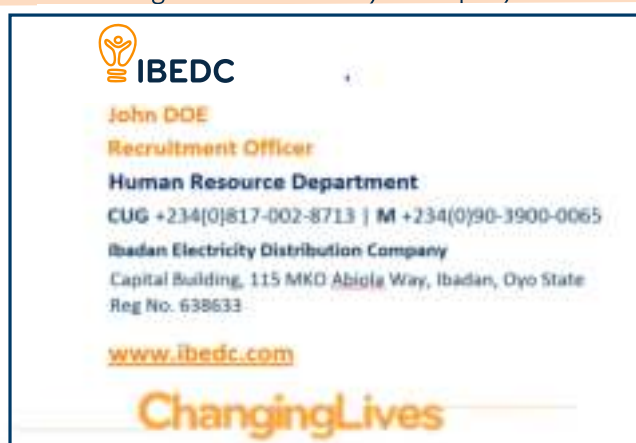 IBEDC
John DOE
Recruitment Officer
Human Resource Department
CUG +234(0)817-002-8713 | M +234(0)90-3900-0065
Ibadan Electricity Distribution Company
Capital Building, 115 MKO Abiola Way, Ibadan, Oyo State
Reg No. 638633
www.ibedc.com
ChangingLives